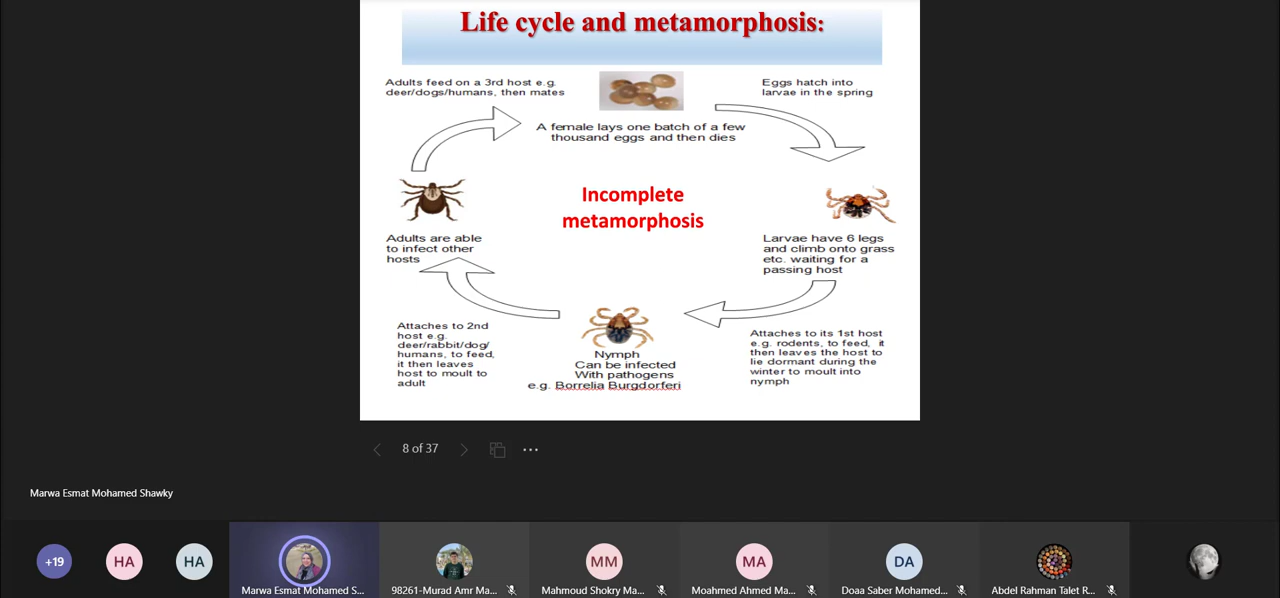 Life cycle and metamorphosis:
Adults feed on a 3rd host e.g.
deer/dogs/humans, then mates
Eggs hatch into
larvae in the spring
A female lays one batch of a few
thousand eggs and then dies
Incomplete
metamorphosis
Adults are able
to infect other
hosts
Larvae have 6 legs
and climb onto grass
etc. waiting for a
passing host
Attaches to 2nd
host e.g.
deer/rabbit/dog/
humans, to feed,
it then leaves
host to moult to
adult
Nymph
Can be infected
With pathogens
e.g. Borrelia Burgdorferi
Attaches to its 1st host
e.g. rodents, to feed, it
then leaves the host to
lie dormant during the
winter to moult into
nymph
8 of 37
Marwa Esmat Mohamed Shawky
+19
HA
HA
MM
MA
DA
Marwa Esmat Mohamed S...
98261-Murad Amr Ma...
Mahmoud Shokry Ma...
Moahmed Ahmed Ma...
Doaa Saber Mohamed...
Abdel Rahman Talet R...